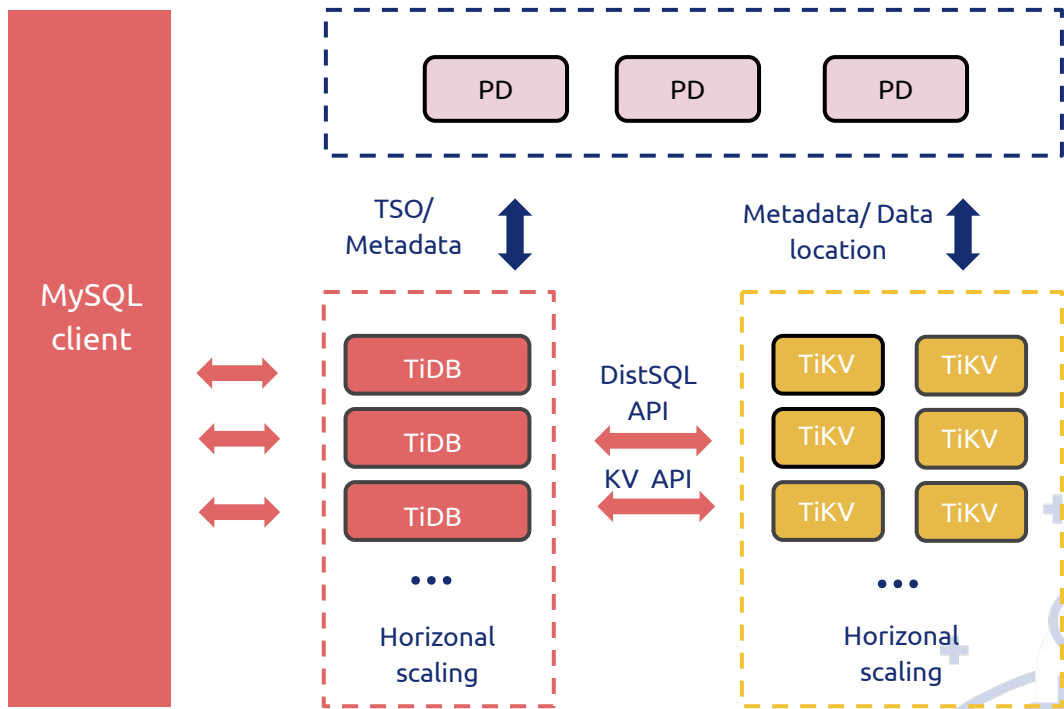 PD PD PD
TSO/
Metadata
Metadata/ Data
location
MySQL
client
TiDB
TiDB
TiDB
•••
Horizonal
scaling
DistSQL
API
KV API
TiKV TiKV
TiKV TiKV
TiKV TiKV
•••
Horizonal
scaling